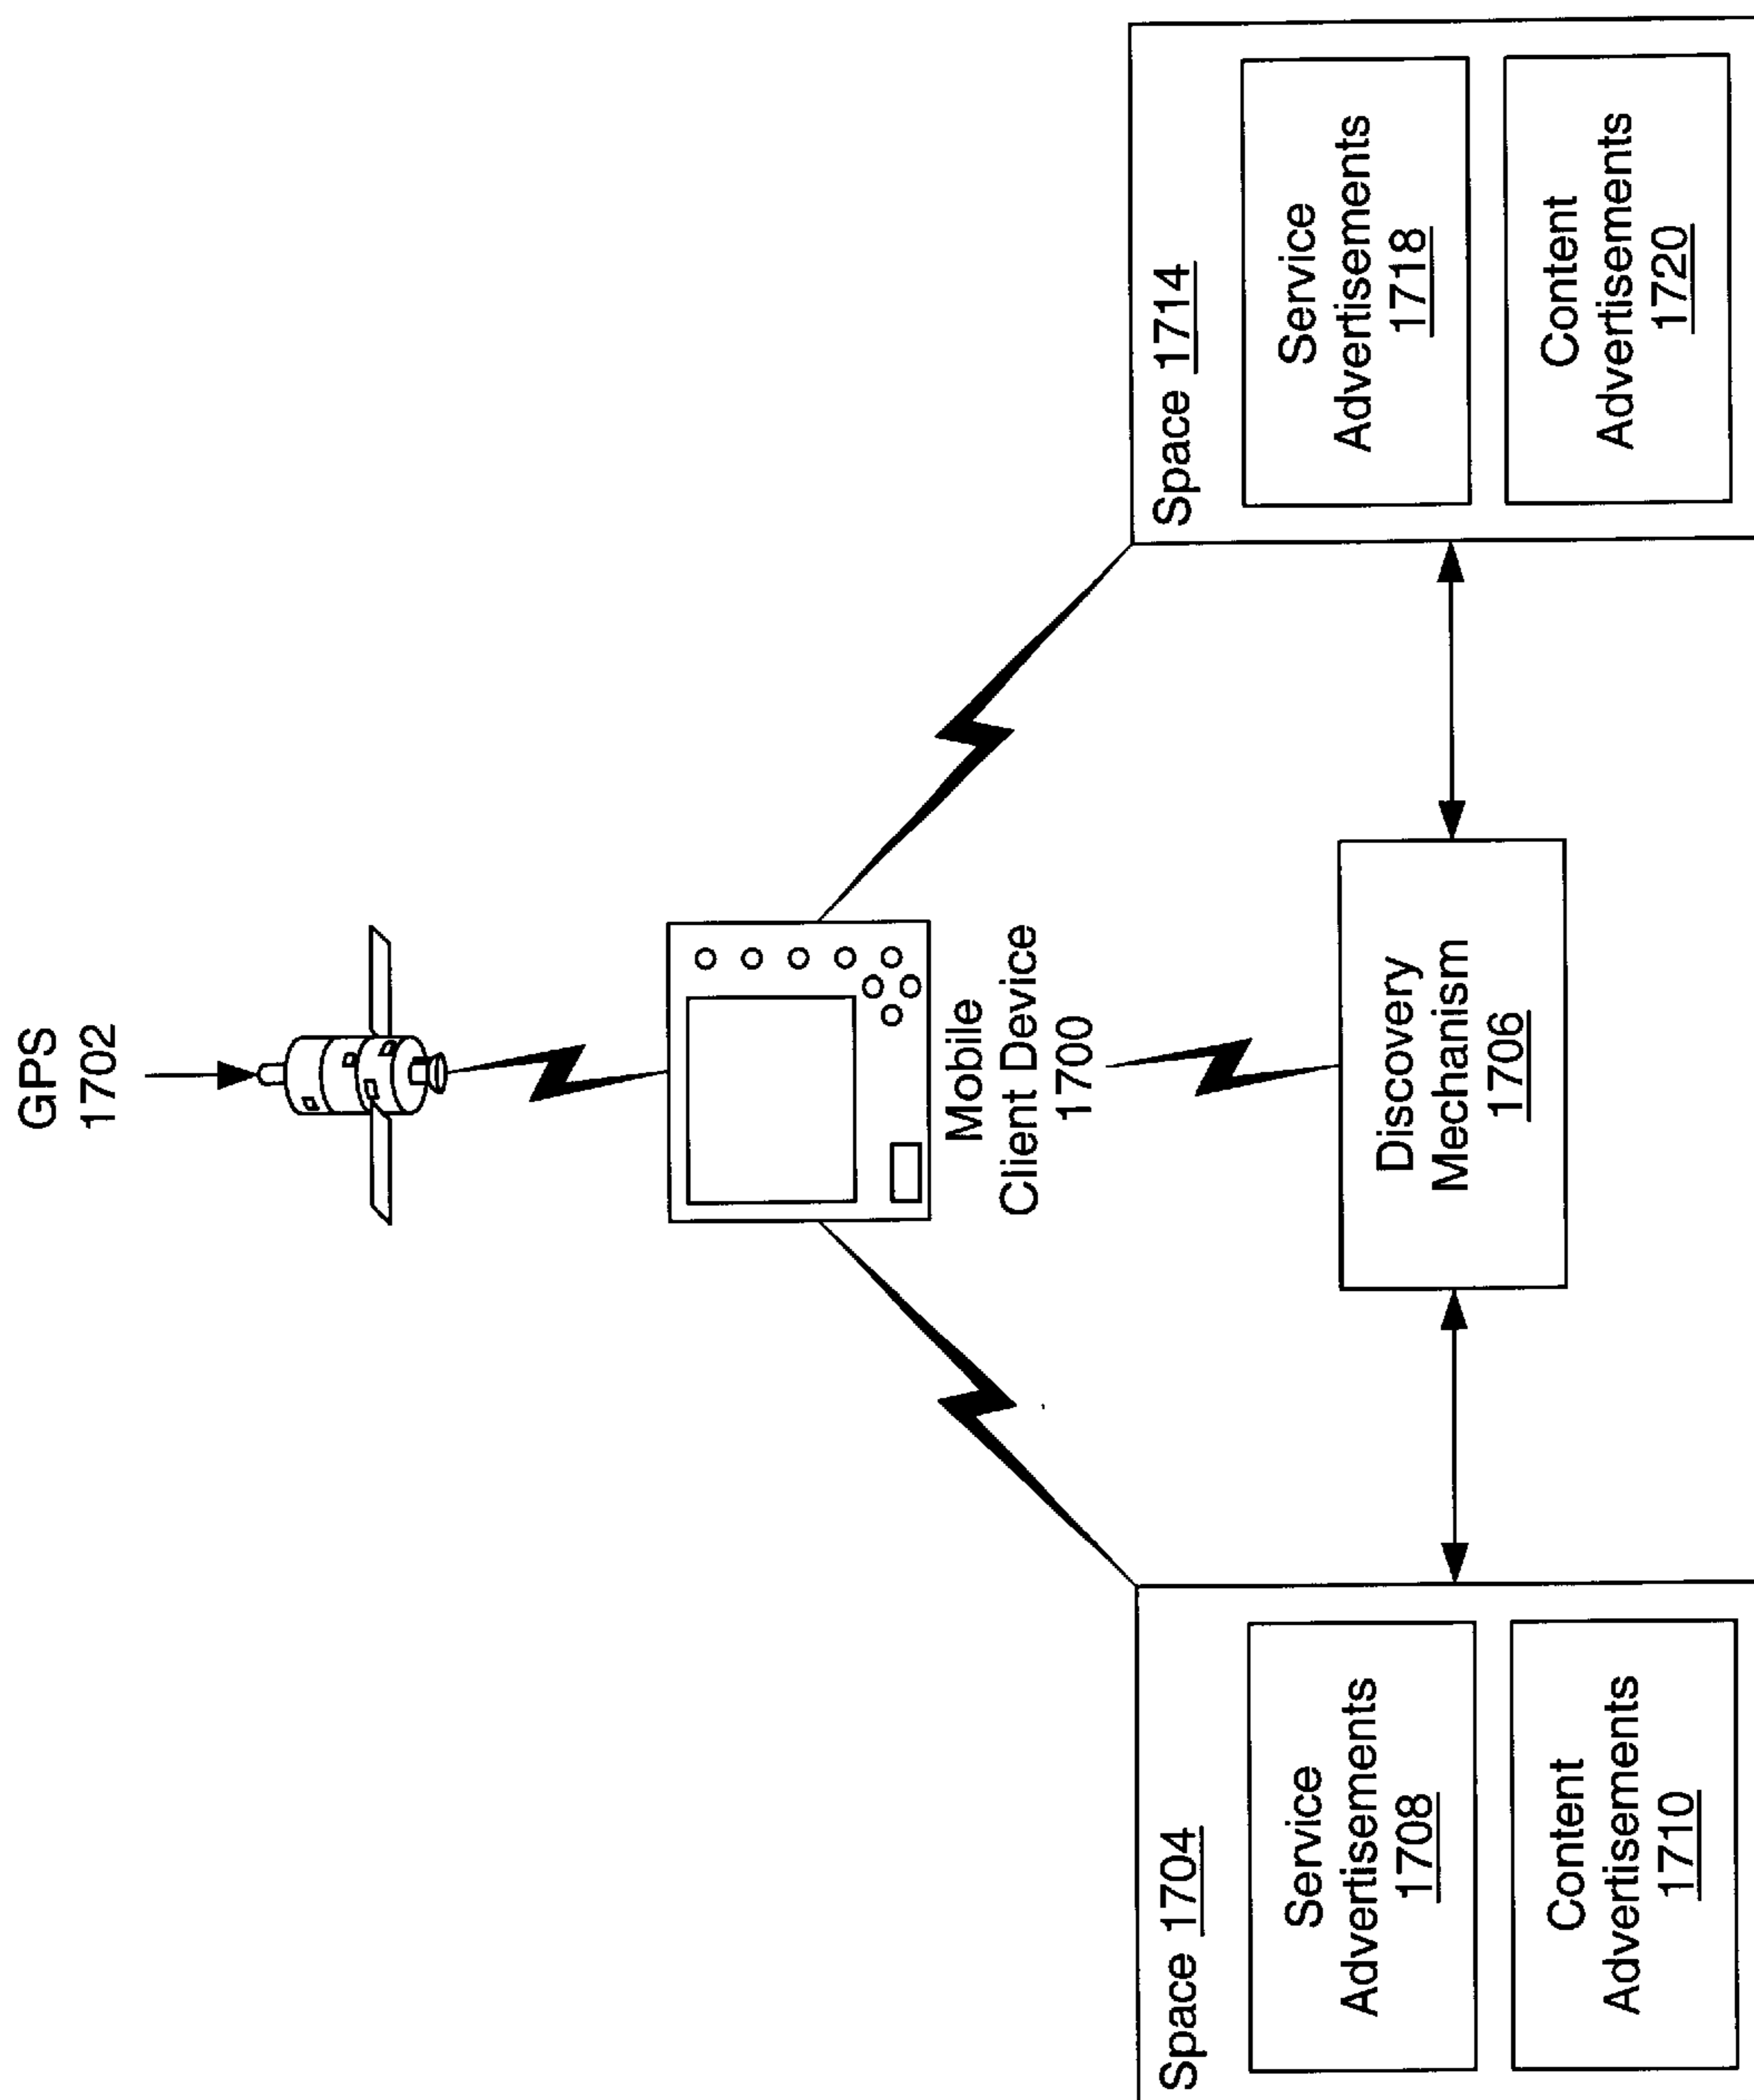 GPS
1702
Mobile
Client Device
1700
Space 1704
Service
Advertisements
1708
Content
Advertisements
1710
Discovery
Mechanism
1706
Space 1714
Service
Advertisements
1718
Content
Advertisements
1720